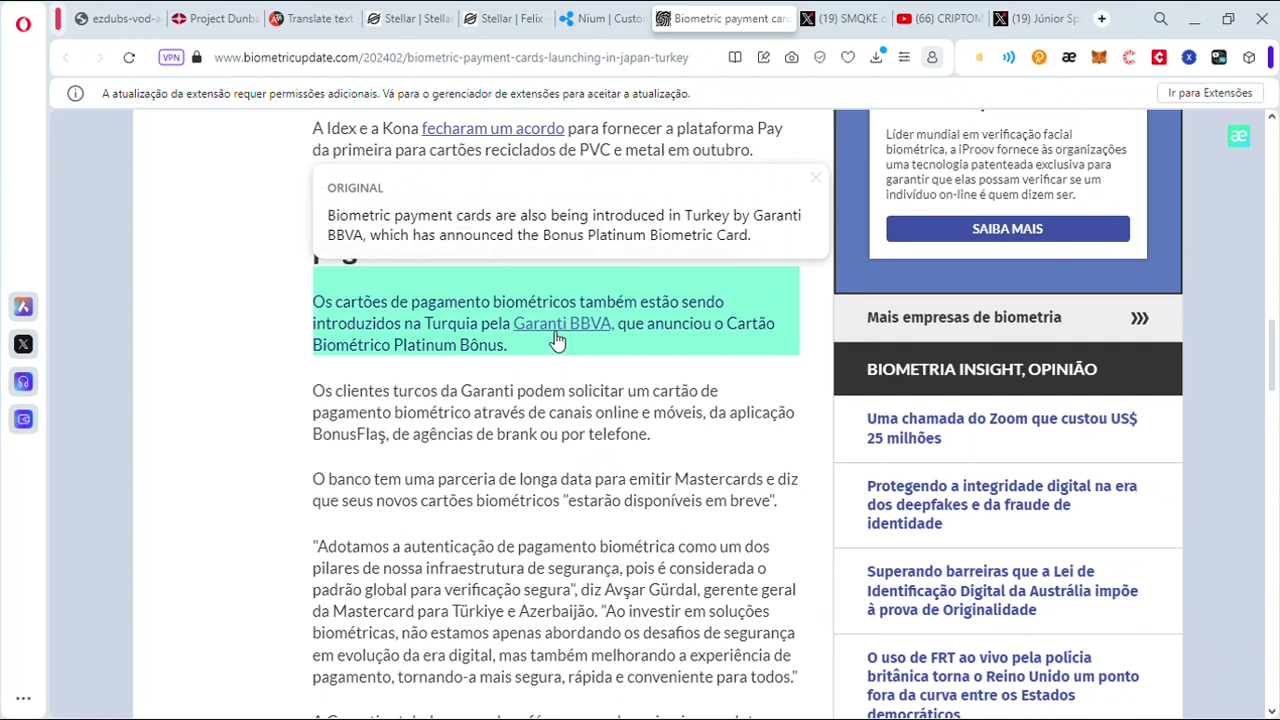 ezdubs-vod-a
Project Dunba
Translate text
Stellar | Stella
Stellar | Felix -
Nium | Custo
Biometric payment car
(19) SMQKE o
(66) CRIPTOM
(19) Júnior Sp
VPN
www.biometricupdate.com/202402/biometric-payment-cards-launching-in-japan-turkey
A atualização da extensão requer permissões adicionais. Vá para o gerenciador de extensões para aceitar a atualização.
Ir para Extensões
A Idex e a Kona fecharam um acordo para fornecer a plataforma Pay
da primeira para cartões reciclados de PVC e metal em outubro.
ORIGINAL
Biometric payment cards are also being introduced in Turkey by Garanti
BBVA, which has announced the Bonus Platinum Biometric Card.
Os cartões de pagamento biométricos também estão sendo
introduzidos na Turquia pela Garanti BBVA, que anunciou o Cartão
Biométrico Platinum Bônus.
Os clientes turcos da Garanti podem solicitar um cartão de
pagamento biométrico através de canais online e móveis, da aplicação
BonusFlaş, de agências de brank ou por telefone.
O banco tem uma parceria de longa data para emitir Mastercards e diz
que seus novos cartões biométricos "estarão disponíveis em breve".
"Adotamos a autenticação de pagamento biométrica como um dos
pilares de nossa infraestrutura de segurança, pois é considerada o
padrão global para verificação segura", diz Avşar Gürdal, gerente geral
da Mastercard para Türkiye e Azerbaijão. "Ao investir em soluções
biométricas, não estamos apenas abordando os desafios de segurança
em evolução da era digital, mas também melhorando a experiência de
pagamento, tornando-a mais segura, rápida e conveniente para todos."
Líder mundial em verificação facial
biométrica, a iProov fornece às organizações
uma tecnologia patenteada exclusiva para
garantir que elas possam verificar se um
indivíduo on-line é quem dizem ser.
SAIBA MAIS
Mais empresas de biometria
BIOMETRIA INSIGHT, OPINIÃO
Uma chamada do Zoom que custou US$
25 milhões
Protegendo a integridade digital na era
dos deepfakes e da fraude de
identidade
Superando barreiras que a Lei de
Identificação Digital da Austrália impõe
à prova de Originalidade
O uso de FRT ao vivo pela polícia
britânica torna o Reino Unido um ponto
fora da curva entre os Estados
democráticos